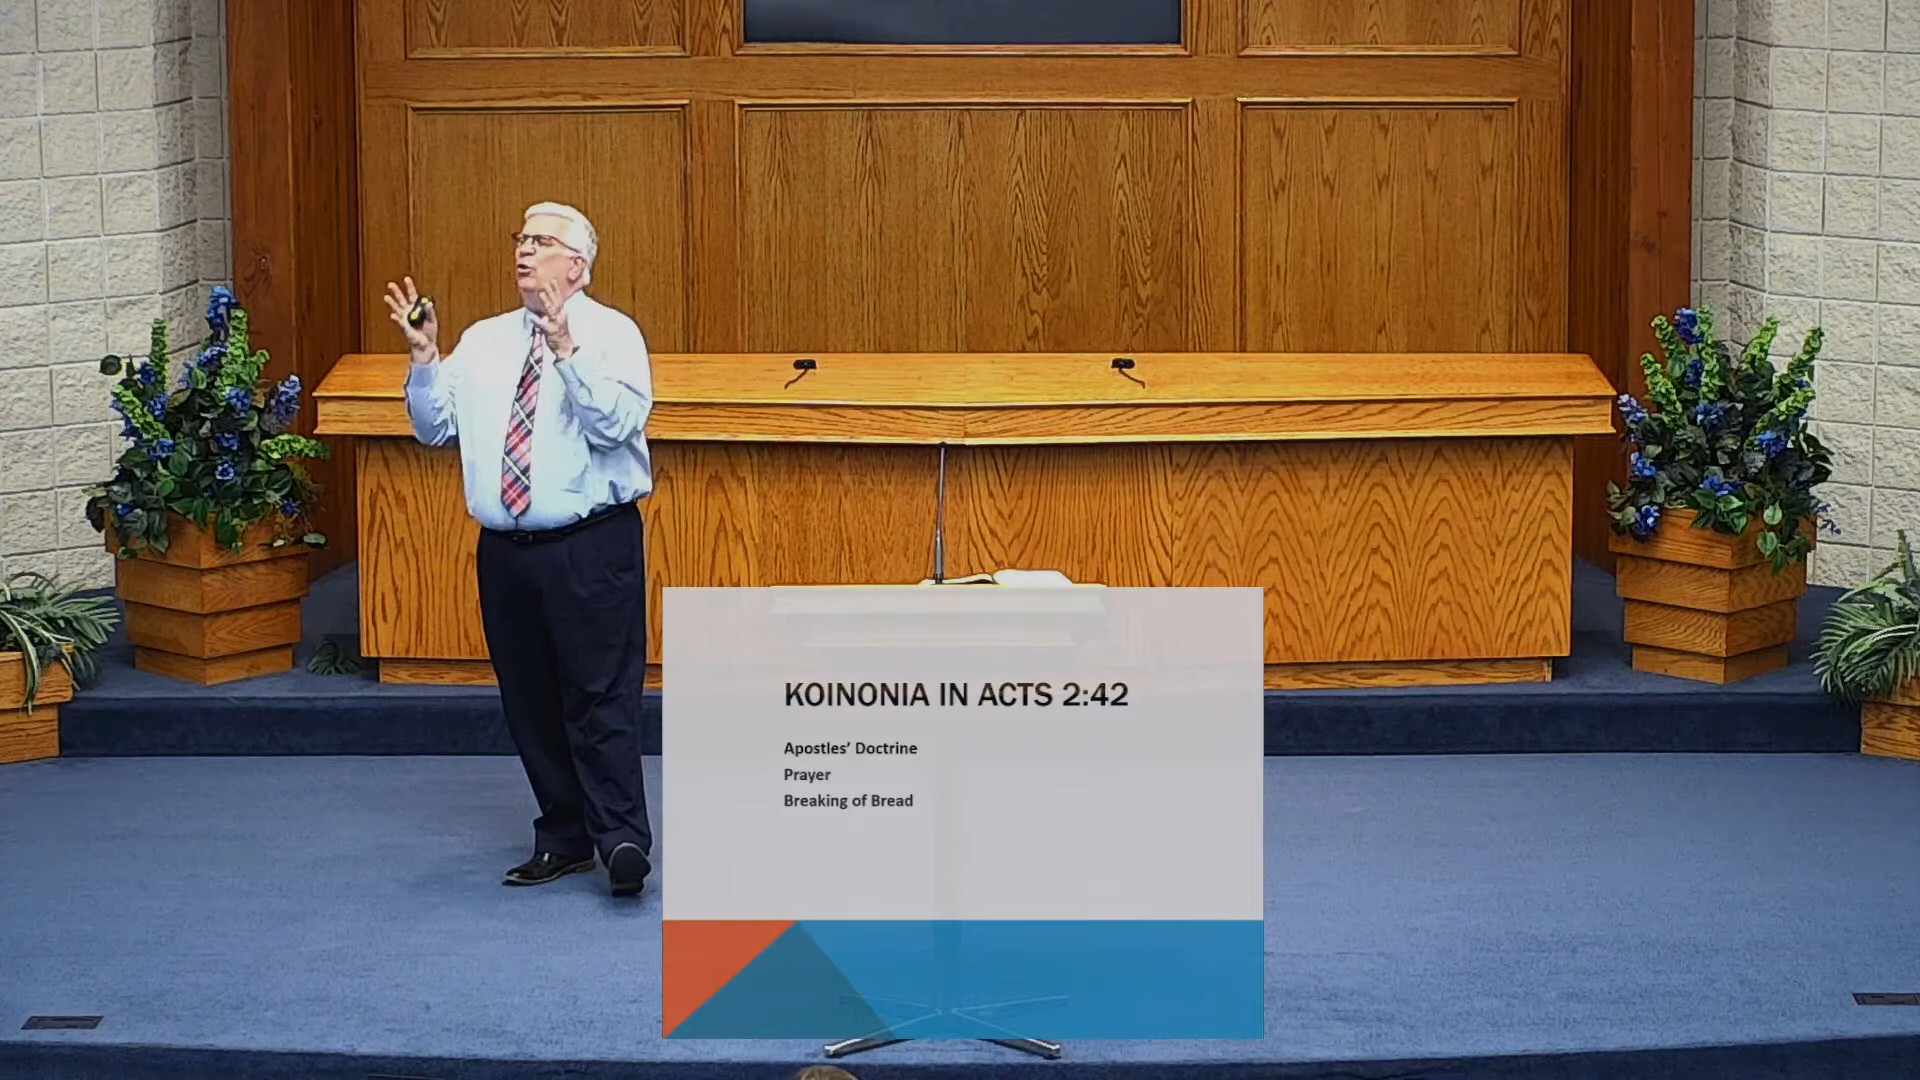 KOINONIA IN ACTS 2:42
Apostles’ Doctrine
Prayer
Breaking of Bread